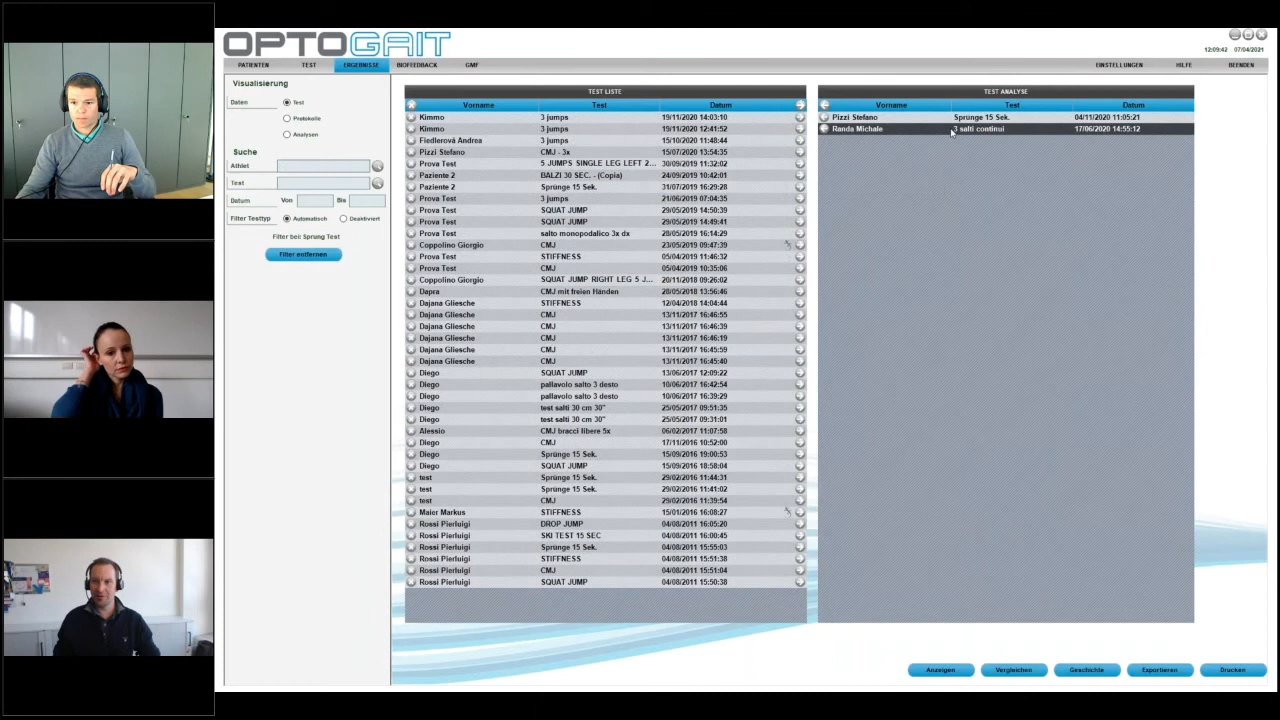 OPTOGAIT
12:09:42 07/04/2021
PATIENTEN TEST ERGEBNISSE BIOFEEDBACK GMF EINSTELLUNGEN HILFE BEENDEN
Visualisierung
Daten Test
Protokolle
Analysen
Suche
Athlet
Test
Datum Von Bis
Filter Testtyp Automatisch Deaktiviert
Filter bei: Sprung Test
Filter entfernen
TEST LISTE
Vorname Test Datum
Kimmo 3 jumps 19/11/2020 14:03:10
Kimmo 3 jumps 19/11/2020 12:41:52
Fiedlerová Andrea 3 jumps 15/10/2020 11:48:44
Pizzi Stefano CMJ - 3x 15/07/2020 13:54:35
Prova Test 5 JUMPS SINGLE LEG LEFT 2... 30/09/2019 11:32:02
Paziente 2 BALZI 30 SEC. - (Copia) 24/09/2019 10:42:01
Paziente 2 Sprünge 15 Sek. 31/07/2019 16:29:28
Prova Test 3 jumps 21/06/2019 07:04:35
Prova Test SQUAT JUMP 29/05/2019 14:50:39
Prova Test SQUAT JUMP 29/05/2019 14:49:41
Prova Test salto monopodalico 3x dx 28/05/2019 16:14:29
Coppolino Giorgio CMJ 23/05/2019 09:47:39
Prova Test STIFFNESS 05/04/2019 11:46:32
Prova Test CMJ 05/04/2019 10:35:06
Coppolino Giorgio SQUAT JUMP RIGHT LEG 5 J... 20/11/2018 09:26:02
Dapra CMJ mit freien Händen 28/05/2018 13:56:46
Dajana Gliesche STIFFNESS 12/04/2018 14:04:44
Dajana Gliesche CMJ 13/11/2017 16:46:55
Dajana Gliesche CMJ 13/11/2017 16:46:39
Dajana Gliesche CMJ 13/11/2017 16:46:19
Dajana Gliesche CMJ 13/11/2017 16:45:59
Dajana Gliesche CMJ 13/11/2017 16:45:40
Diego SQUAT JUMP 13/06/2017 12:09:22
Diego pallavolo salto 3 desto 10/06/2017 16:42:54
Diego pallavolo salto 3 desto 10/06/2017 16:39:29
Diego test salti 30 cm 30" 25/05/2017 09:51:35
Diego test salti 30 cm 30" 25/05/2017 09:31:01
Alessio CMJ bracci libere 5x 06/02/2017 11:07:58
Diego CMJ 17/11/2016 10:52:00
Diego Sprünge 15 Sek. 15/09/2016 19:00:53
Diego SQUAT JUMP 15/09/2016 18:58:04
test Sprünge 15 Sek. 29/02/2016 11:44:31
test Sprünge 15 Sek. 29/02/2016 11:41:02
test CMJ 29/02/2016 11:39:54
Maier Markus STIFFNESS 15/01/2016 16:08:27
Rossi Pierluigi DROP JUMP 04/08/2011 16:05:20
Rossi Pierluigi SKI TEST 15 SEC 04/08/2011 16:00:45
Rossi Pierluigi Sprünge 15 Sek. 04/08/2011 15:55:03
Rossi Pierluigi STIFFNESS 04/08/2011 15:51:38
Rossi Pierluigi CMJ 04/08/2011 15:51:04
Rossi Pierluigi SQUAT JUMP 04/08/2011 15:50:38
TEST ANALYSE
Vorname Test Datum
Pizzi Stefano Sprünge 15 Sek. 04/11/2020 11:05:21
Randa Michale 3 salti continui 17/06/2020 14:55:12
Anzeigen Vergleichen Geschichte Exportieren Drucken